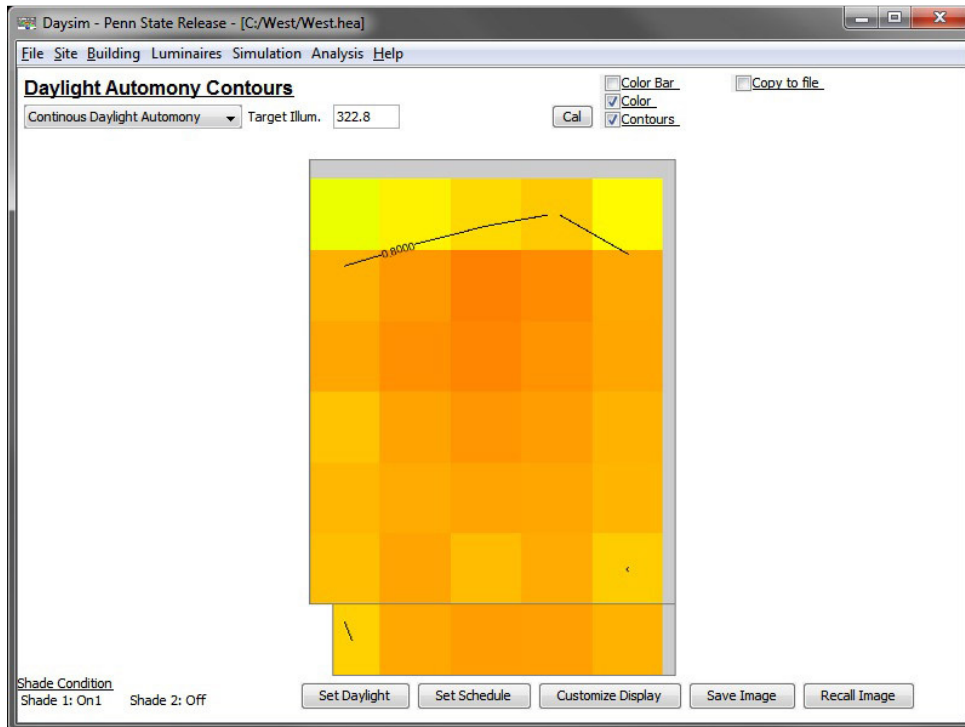 Daysim - Penn State Release - [C:/West/West.hea]
File Site Building Luminaires Simulation Analysis Help
Daylight Automony Contours
Color Bar Copy to file
Continous Daylight Automony Target Illum. 322.8 Cal Color
Contours
0.8000
Shade Condition
Shade 1: On1 Shade 2: Off
Set Daylight Set Schedule Customize Display Save Image Recall Image